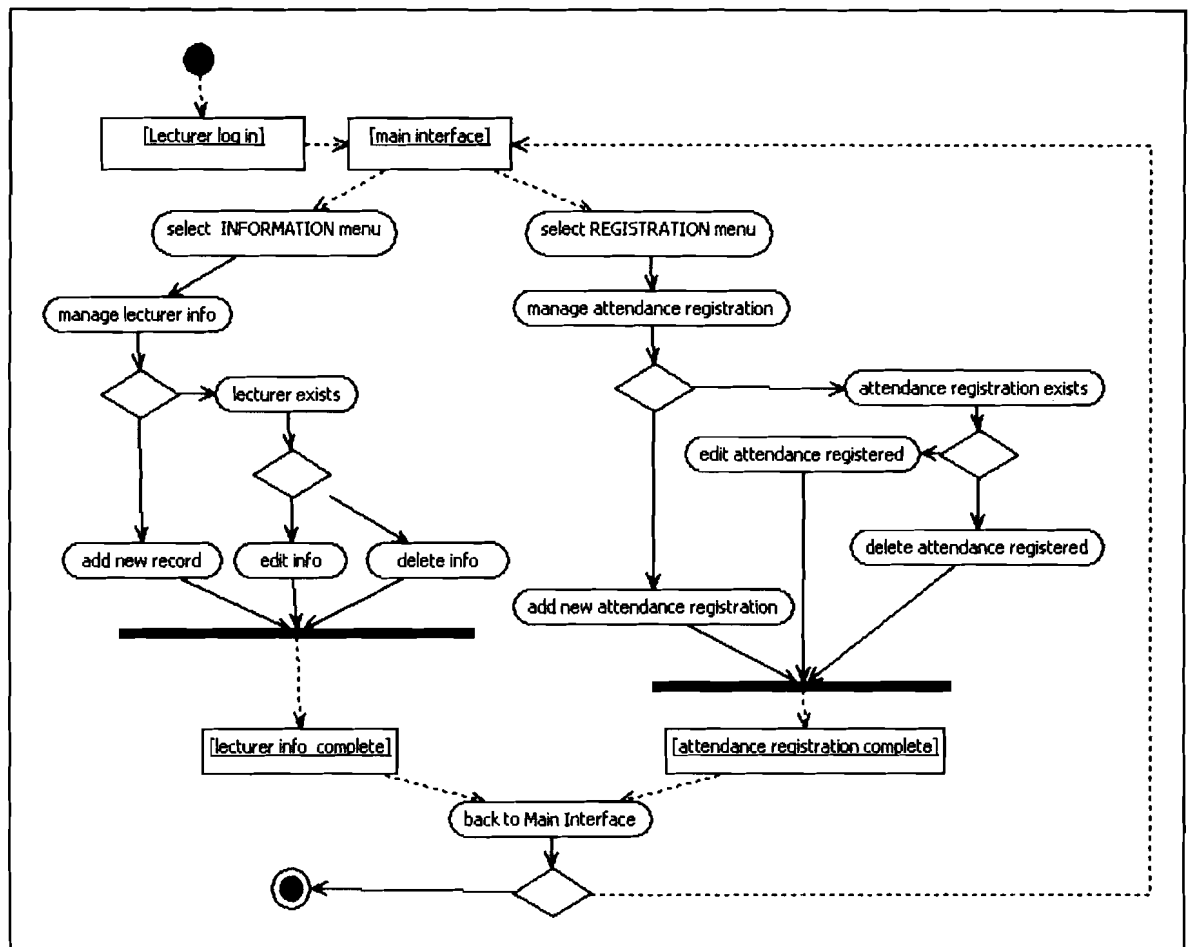 [Lecturer log in]
[main interface]
select INFORMATION menu
select REGISTRATION menu
manage lecturer info
manage attendance registration
lecturer exists
attendance registration exists
edit attendance registered
add new record
edit info
delete info
delete attendance registered
add new attendance registration
[lecturer info complete]
[attendance registration complete]
back to Main Interface